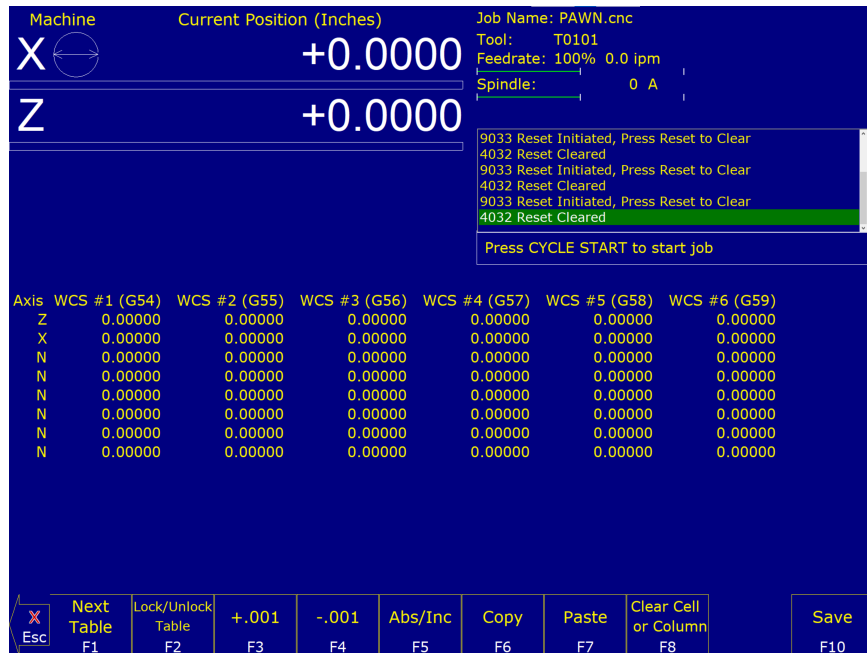 Machine Current Position (Inches)
X +0.0000
Z +0.0000
Job Name: PAWN.cnc
Tool: T0101
Feedrate: 100% 0.0 ipm
Spindle: 0 A
9033 Reset Initiated, Press Reset to Clear
4032 Reset Cleared
9033 Reset Initiated, Press Reset to Clear
4032 Reset Cleared
9033 Reset Initiated, Press Reset to Clear
4032 Reset Cleared
Press CYCLE START to start job
Axis WCS #1 (G54) WCS #2 (G55) WCS #3 (G56) WCS #4 (G57) WCS #5 (G58) WCS #6 (G59)
Z 0.00000 0.00000 0.00000 0.00000 0.00000 0.00000
X 0.00000 0.00000 0.00000 0.00000 0.00000 0.00000
N 0.00000 0.00000 0.00000 0.00000 0.00000 0.00000
N 0.00000 0.00000 0.00000 0.00000 0.00000 0.00000
N 0.00000 0.00000 0.00000 0.00000 0.00000 0.00000
N 0.00000 0.00000 0.00000 0.00000 0.00000 0.00000
N 0.00000 0.00000 0.00000 0.00000 0.00000 0.00000
N 0.00000 0.00000 0.00000 0.00000 0.00000 0.00000
X
Esc
Next
Table
F1
Lock/Unlock
Table
F2
+.001
F3
-.001
F4
Abs/Inc
F5
Copy
F6
Paste
F7
Clear Cell
or Column
F8
Save
F10